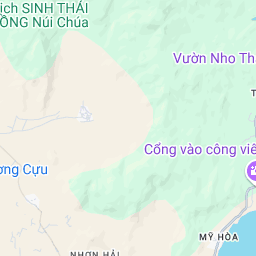 ịch SINH THÁI
ỒNG Núi Chúa
Vườn Nho Th
T
Cổng vào công viê
ơng Cựu
MỸ HÒA
NHƠN HẢI